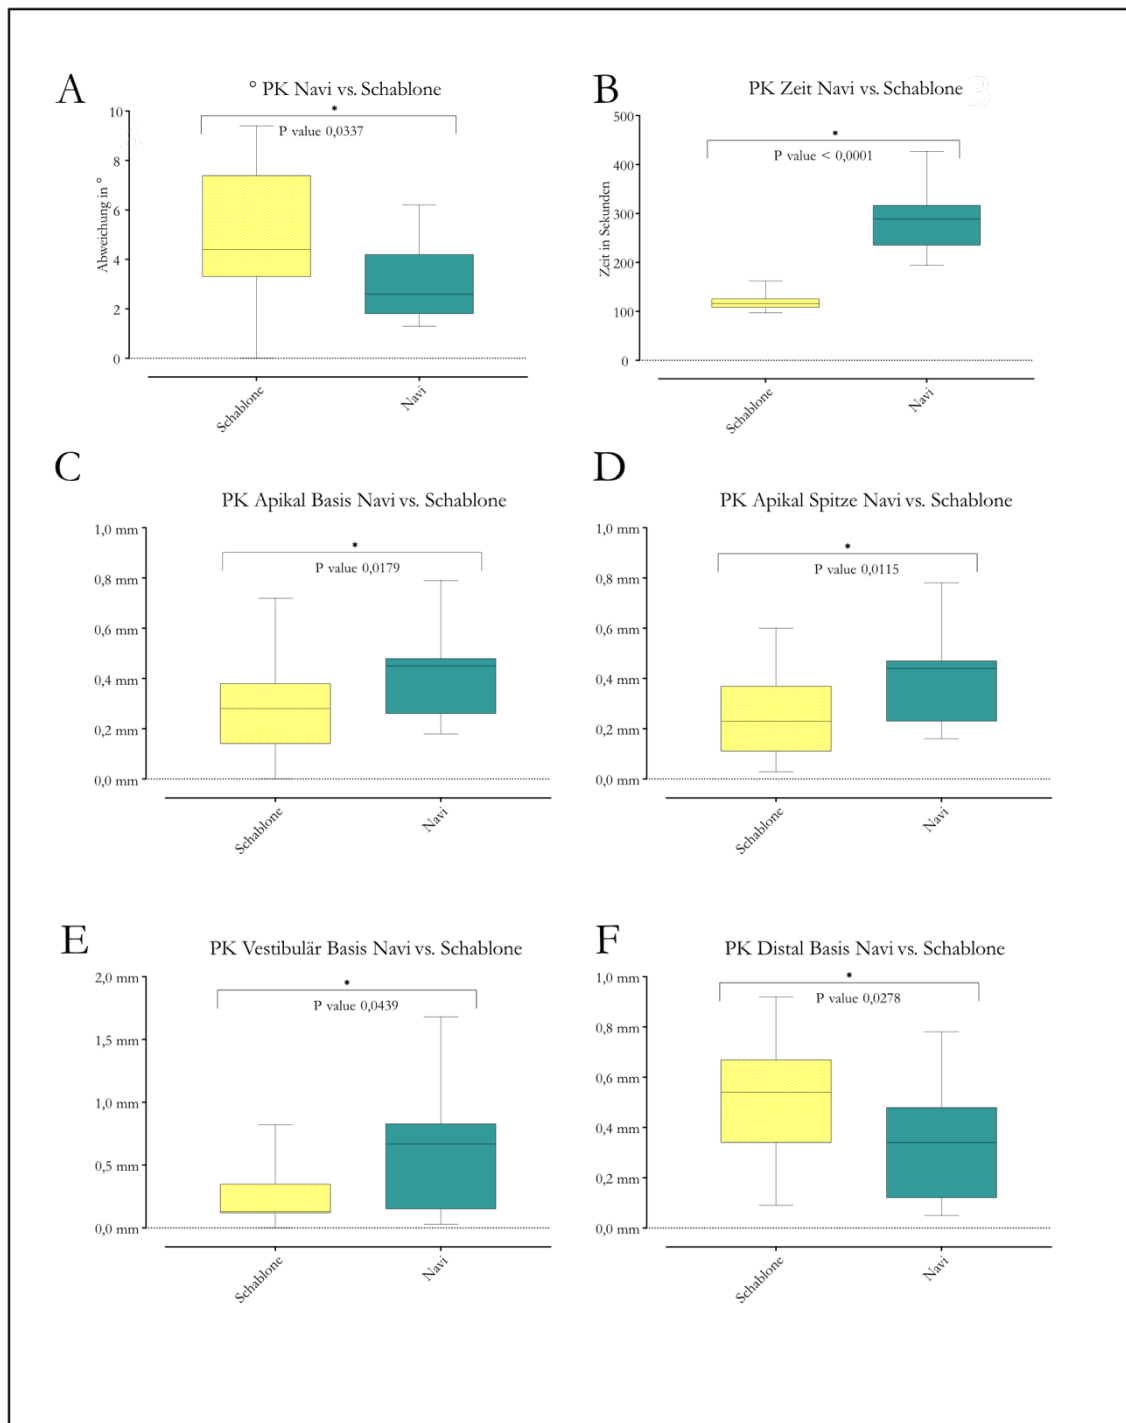 A
° PK Navi vs. Schablone
*
P value 0,0337
Abweichung in °
10
8
6
4
2
0
Schablone
Navi
B
PK Zeit Navi vs. Schablone
*
P value < 0,0001
Zeit in Sekunden
500
400
300
200
100
0
Schablone
Navi
C
PK Apikal Basis Navi vs. Schablone
*
P value 0,0179
1,0 mm
0,8 mm
0,6 mm
0,4 mm
0,2 mm
0,0 mm
Schablone
Navi
D
PK Apikal Spitze Navi vs. Schablone
*
P value 0,0115
1,0 mm
0,8 mm
0,6 mm
0,4 mm
0,2 mm
0,0 mm
Schablone
Navi
E
PK Vestibulär Basis Navi vs. Schablone
*
P value 0,0439
2,0 mm
1,5 mm
1,0 mm
0,5 mm
0,0 mm
Schablone
Navi
F
PK Distal Basis Navi vs. Schablone
*
P value 0,0278
1,0 mm
0,8 mm
0,6 mm
0,4 mm
0,2 mm
0,0 mm
Schablone
Navi